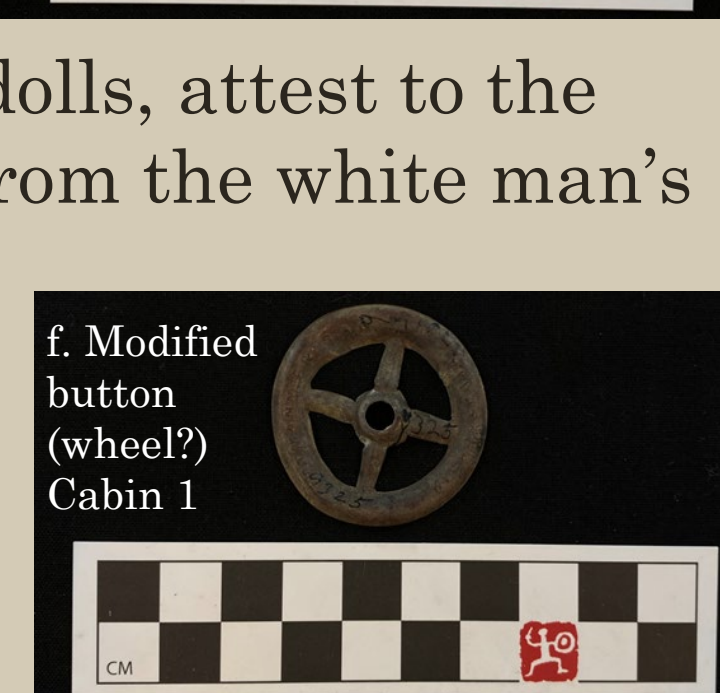 dolls, attest to the
rom the white man’s
f. Modified
button
(wheel?)
Cabin 1
CM